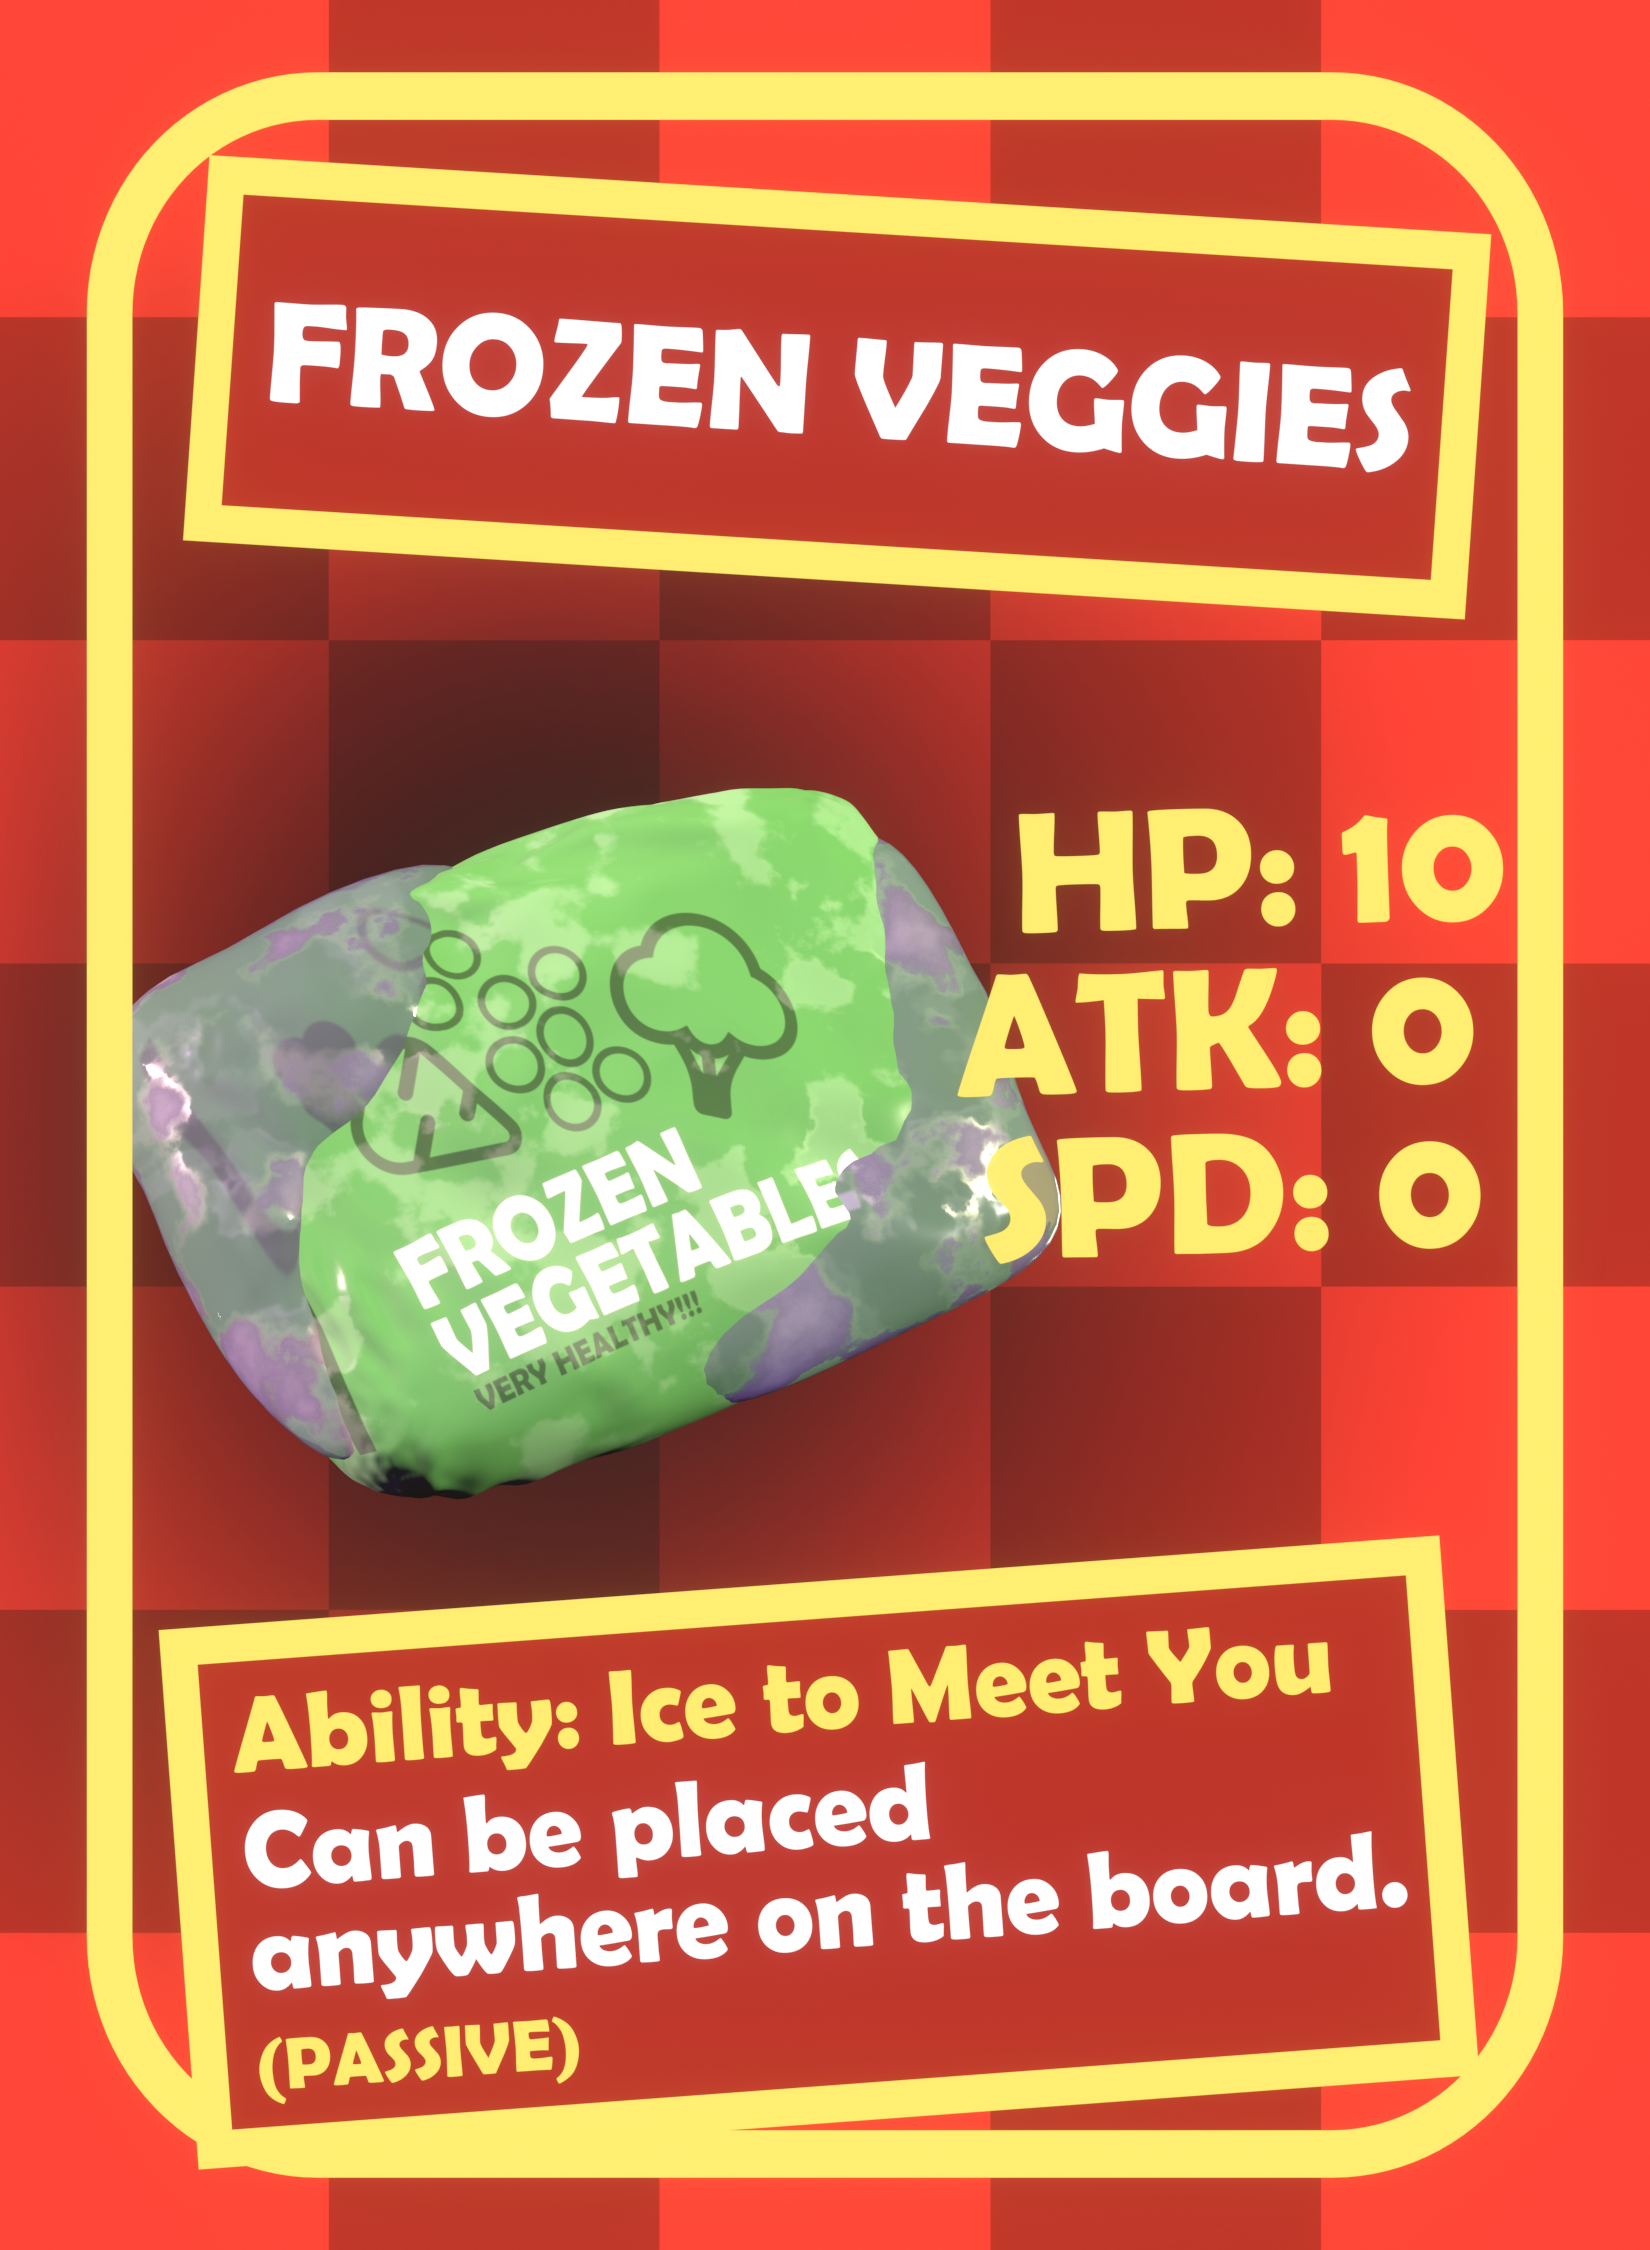 FROZEN VEGGIES
HP: 10
ATK: 0
SPD: 0
FROZEN
VEGETABLES
VERY HEALTHY!!!
Ability: Ice to Meet You
Can be placed
anywhere on the board.
(PASSIVE)